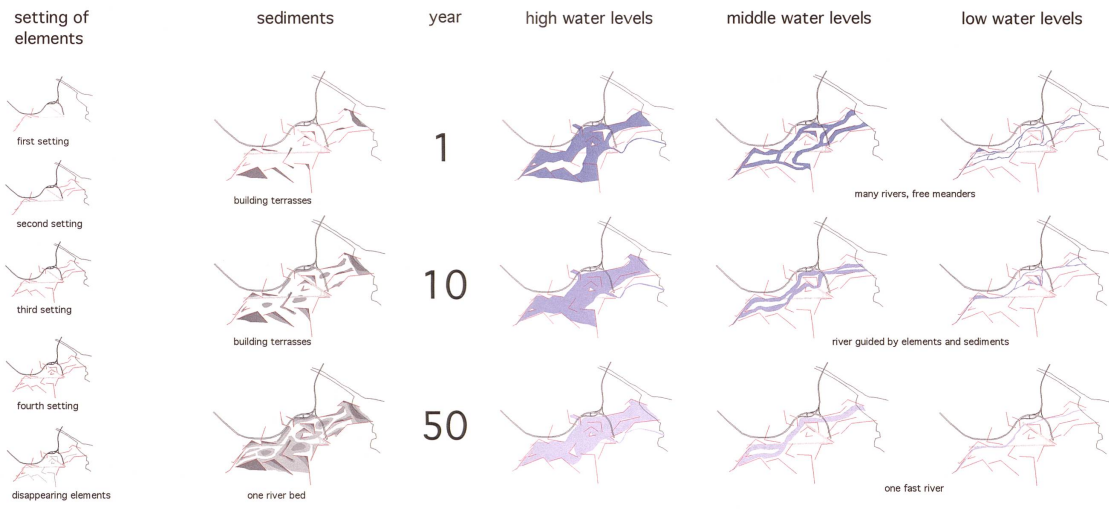 setting of
elements
sediments
year
high water levels
middle water levels
low water levels
first setting
second setting
third setting
fourth setting
disappearing elements
building terrasses
1
many rivers, free meanders
building terrasses
10
river guided by elements and sediments
one river bed
50
one fast river